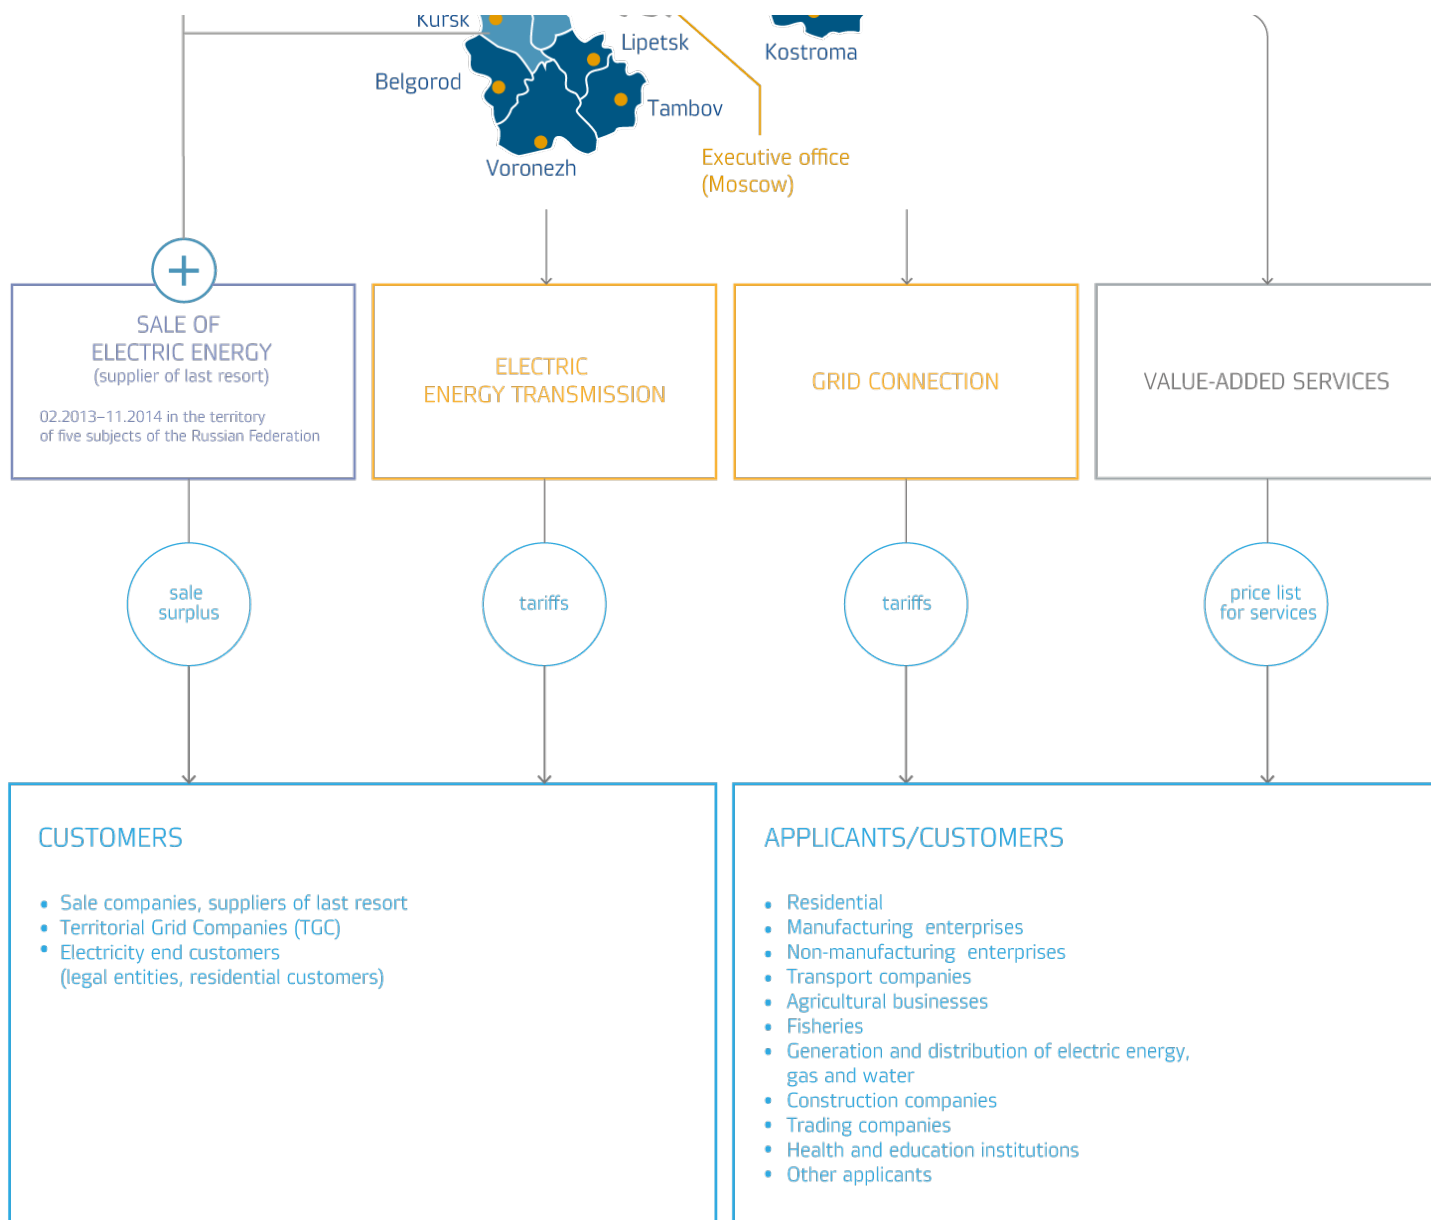 Kursk
Lipetsk
Kostroma
Belgorod
Tambov
Voronezh
Executive office
(Moscow)
SALE OF
ELECTRIC ENERGY
(supplier of last resort)
02.2013–11.2014 in the territory
of five subjects of the Russian Federation
ELECTRIC
ENERGY TRANSMISSION
GRID CONNECTION
VALUE-ADDED SERVICES
sale
surplus
tariffs
tariffs
price list
for services
CUSTOMERS
• Sale companies, suppliers of last resort
• Territorial Grid Companies (TGC)
• Electricity end customers
(legal entities, residential customers)
APPLICANTS/CUSTOMERS
• Residential
• Manufacturing enterprises
• Non-manufacturing enterprises
• Transport companies
• Agricultural businesses
• Fisheries
• Generation and distribution of electric energy,
gas and water
• Construction companies
• Trading companies
• Health and education institutions
• Other applicants